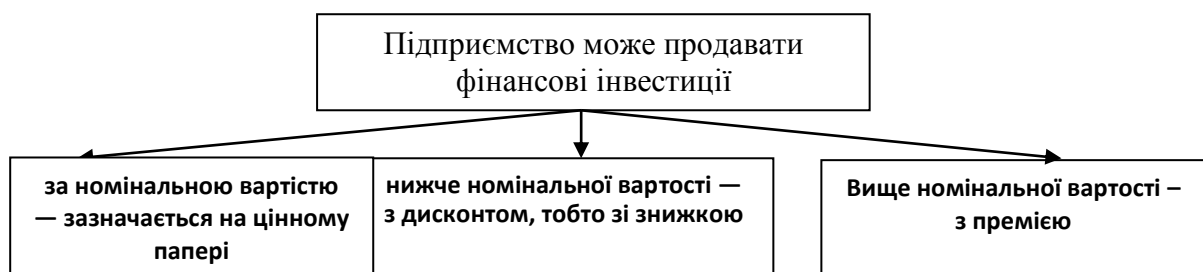 Підприємство може продавати
фінансові інвестиції
за номінальною вартістю
— зазначається на цінному
папері
нижче номінальної вартості —
з дисконтом, тобто зі знижкою
Вище номінальної вартості –
з премією